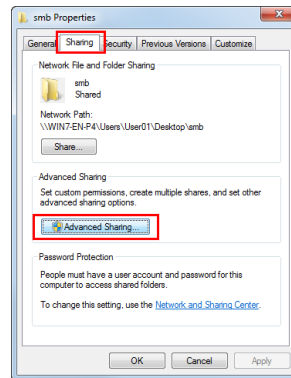 smb Properties
General Sharing Security Previous Versions Customize
Network File and Folder Sharing
smb
Shared
Network Path:
\\WIN7-EN-P4\Users\User01\Desktop\smb
Share...
Advanced Sharing
Set custom permissions, create multiple shares, and set other
advanced sharing options.
Advanced Sharing...
Password Protection
People must have a user account and password for this
computer to access shared folders.
To change this setting, use the Network and Sharing Center.
OK Cancel Apply